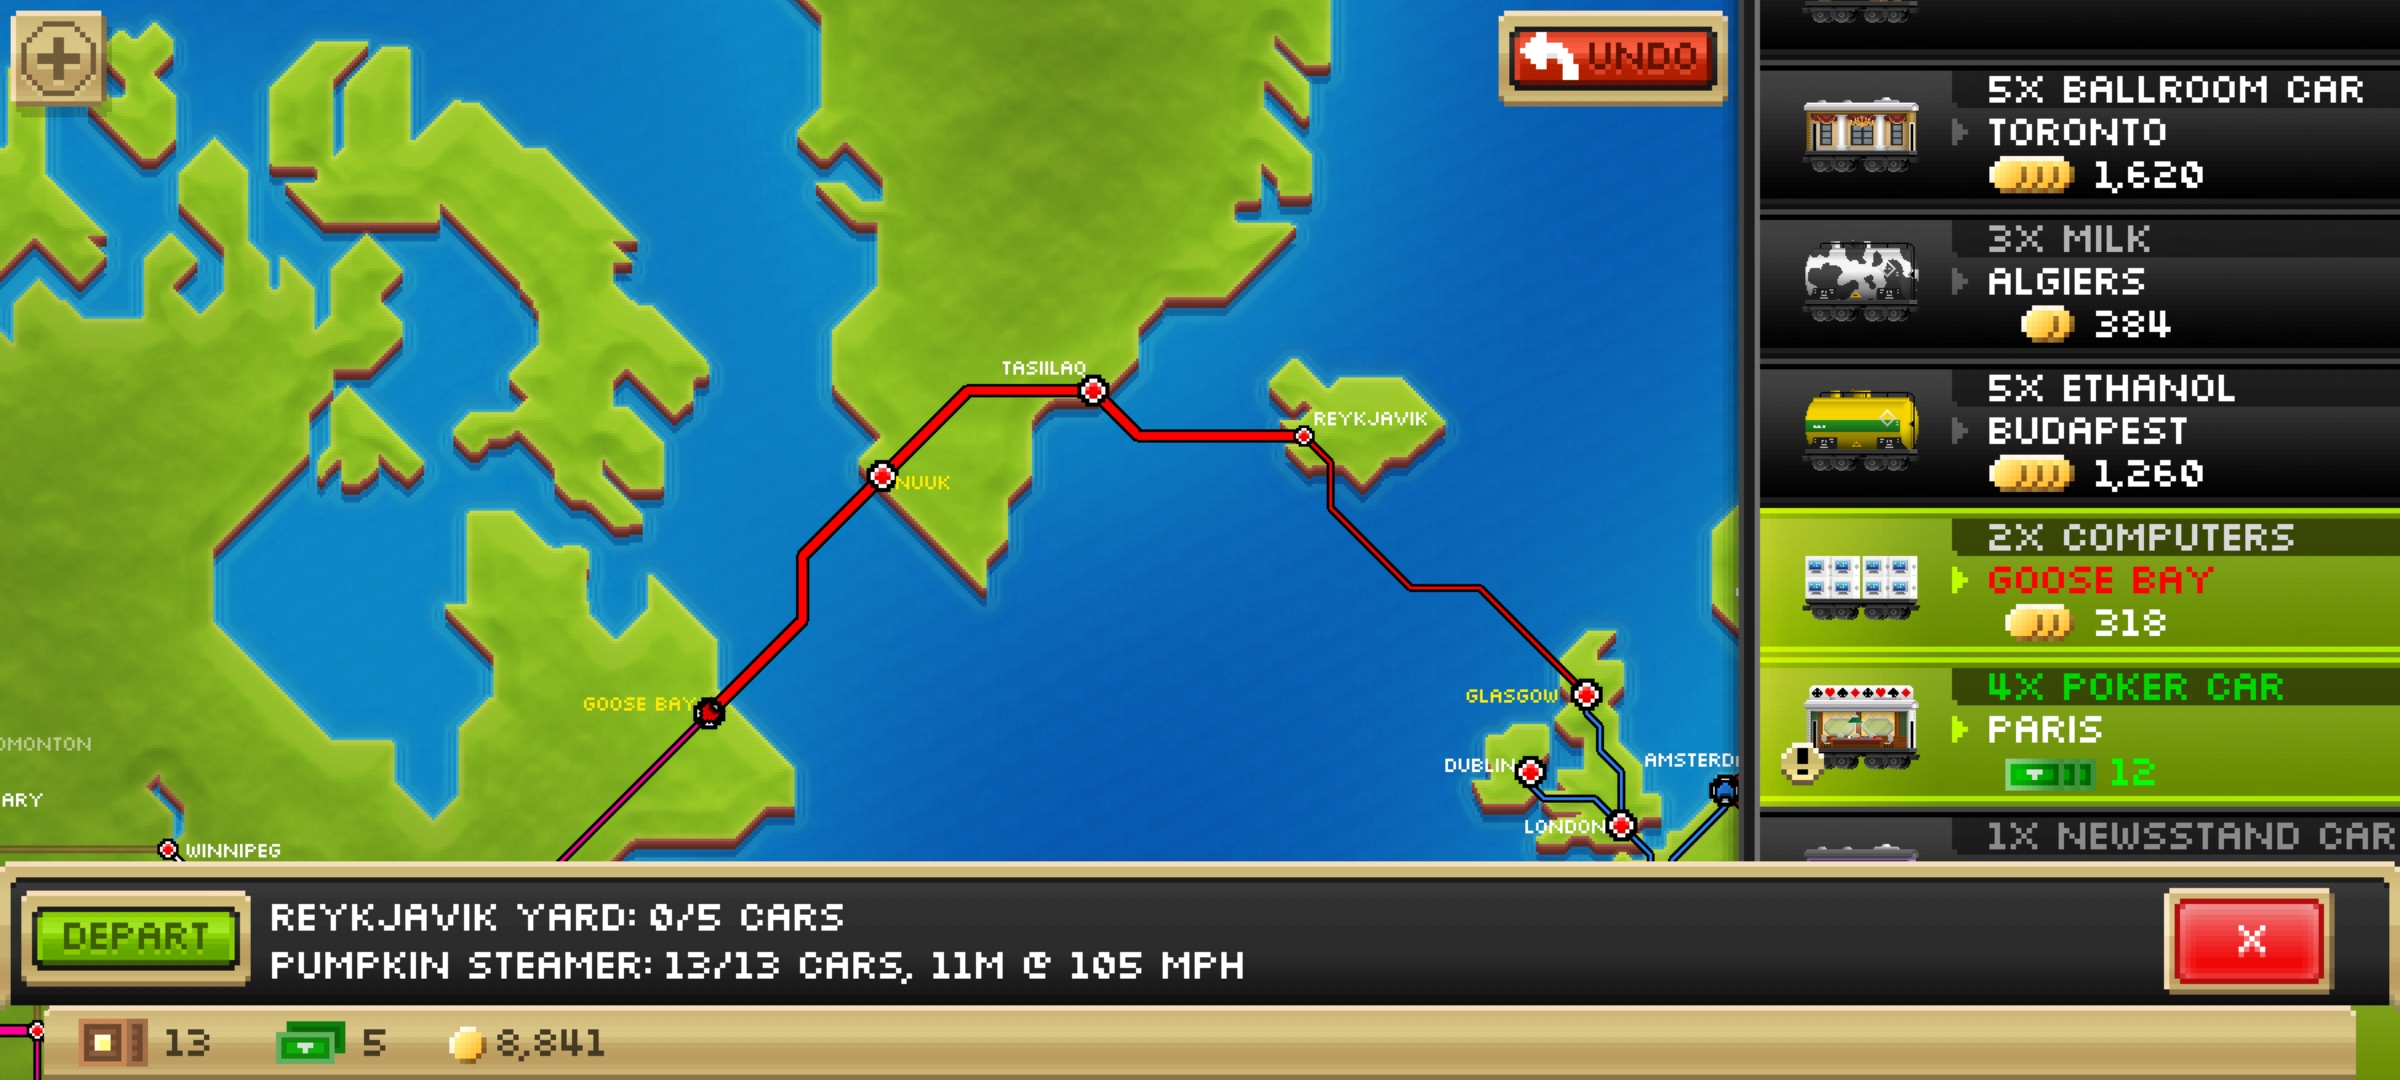 UNDO
TASIILAQ
REYKJAVIK
NUUK
GOOSE BAY
GLASGOW
DUBLIN
AMSTERD
LONDON
DMONTON
ARY
WINNIPEG
5X BALLROOM CAR
TORONTO
1,620
3X MILK
ALGIERS
384
5X ETHANOL
BUDAPEST
1,260
2X COMPUTERS
GOOSE BAY
318
4X POKER CAR
PARIS
12
1X NEWSSTAND CAR
DEPART
REYKJAVIK YARD: 0/5 CARS
PUMPKIN STEAMER: 13/13 CARS, 11M @ 105 MPH
X
13
5
8,841